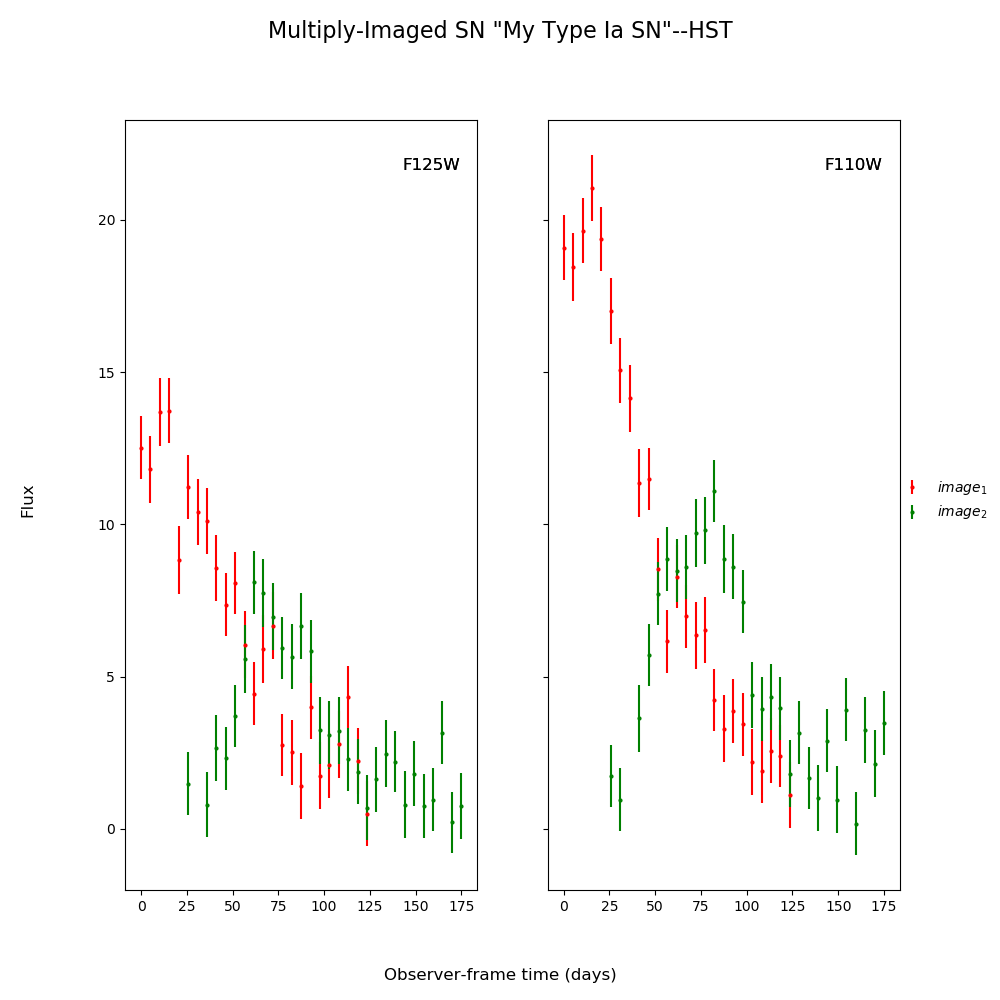 Multiply-Imaged SN "My Type Ia SN"--HST
F125W
F110W
20
15
10
5
0
Flux
image₁
image₂
0 25 50 75 100 125 150 175
0 25 50 75 100 125 150 175
Observer-frame time (days)